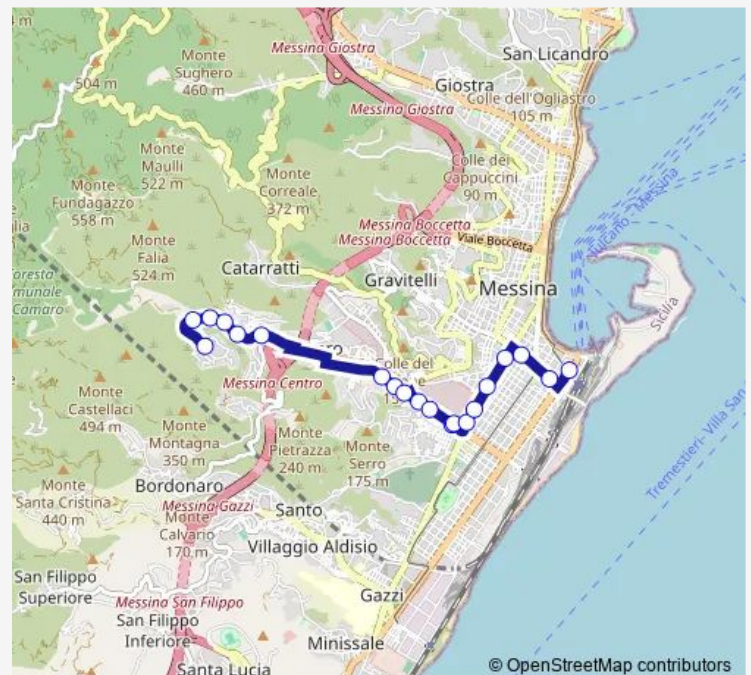 Messina Giostra
San Licandro
Monte
Sughero
460 m
504 m
Giostra
Colle dell'Ogliastro
105 m
Messina Giostra
Monte
Maulli
522 m
Colle dei
Cappuccini
90 m
Monte
Correale
372 m
Monte
Fundagazzo
558 m
Vulcano - Messina
Messina Boccetta
Messina Boccetta
Viale Boccetta
Monte
Falia
524 m
Catarratti
Gravitelli
Messina
Sicilia
Camaro
Colle del
Messina Centro
Monte
Castellaci
494 m
Monte
Montagna
350 m
Monte
Pietrazza
240 m
Monte
Serro
175 m
Tremestieri- Villa San
Bordonaro
Monte
Santa Cristina
440 m
Messina Gazzi
Santo
Monte
Calvario
170 m
Villaggio Aldisio
San Filippo
Superiore
Gazzi
Messina San Filippo
San Filippo
Inferiore
Minissale
Santa Lucia
© OpenStreetMap contributors